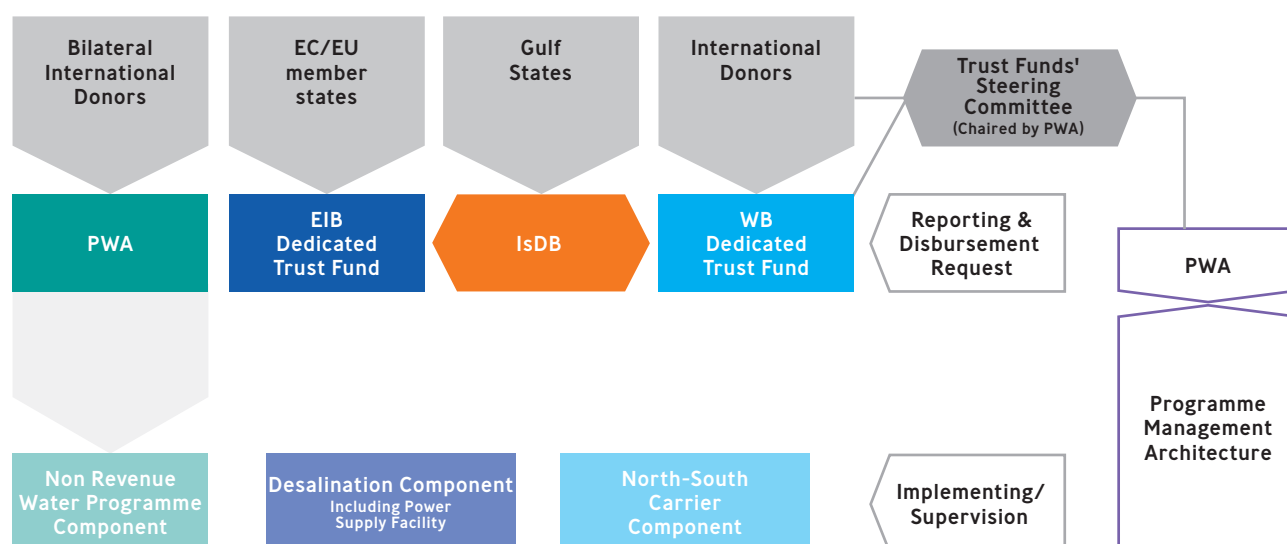 Bilateral
International
Donors
EC/EU
member
states
Gulf
States
International
Donors
Trust Funds'
Steering
Committee
(Chaired by PWA)
PWA
EIB
Dedicated
Trust Fund
IsDB
WB
Dedicated
Trust Fund
Reporting &
Disbursement
Request
PWA
Programme
Management
Architecture
Non Revenue
Water Programme
Component
Desalination Component
Including Power
Supply Facility
North-South
Carrier
Component
Implementing/
Supervision